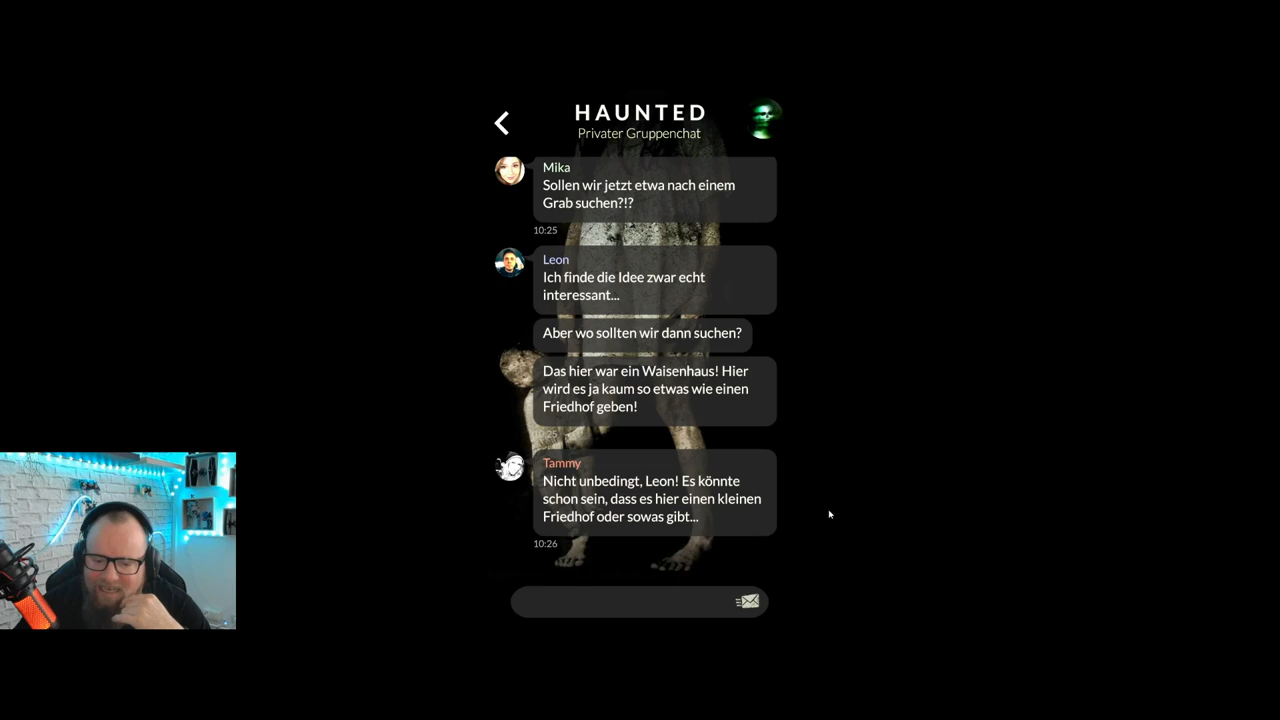 HAUNTED
Privater Gruppenchat
Mika
Sollen wir jetzt etwa nach einem
Grab suchen?!?
10:25
Leon
Ich finde die Idee zwar echt
interessant...
Aber wo sollten wir dann suchen?
Das hier war ein Waisenhaus! Hier
wird es ja kaum so etwas wie einen
Friedhof geben!
10:25
Tammy
Nicht unbedingt, Leon! Es könnte
schon sein, dass es hier einen kleinen
Friedhof oder sowas gibt...
10:26